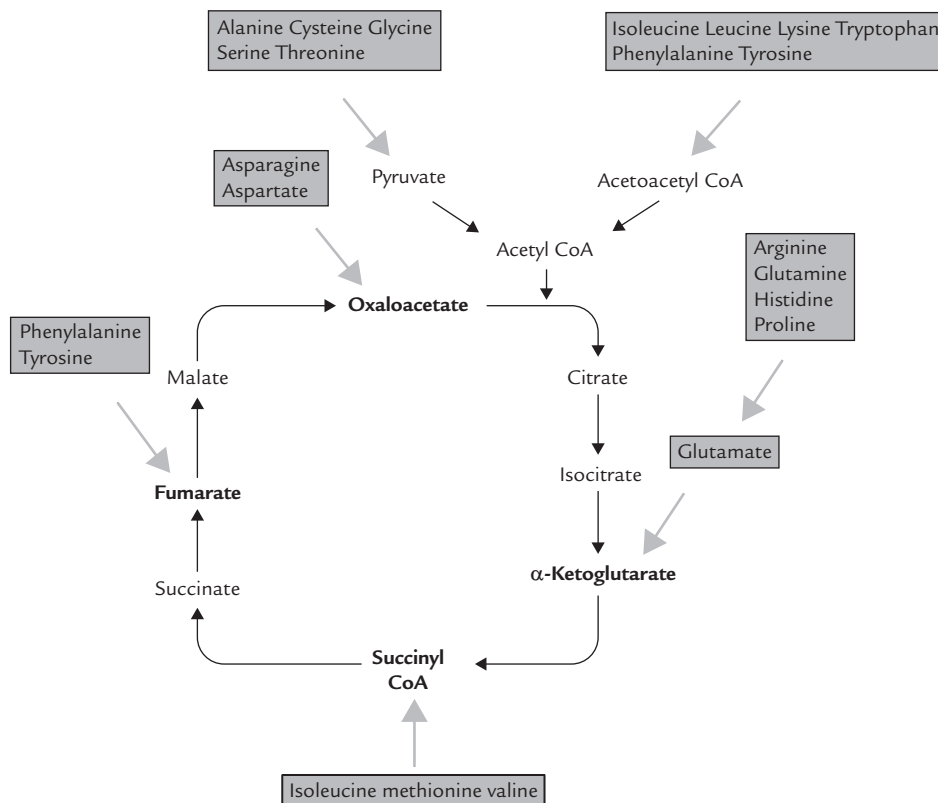 Alanine Cysteine Glycine
Serine Threonine
Isoleucine Leucine Lysine Tryptophan
Phenylalanine Tyrosine
Asparagine
Aspartate
Pyruvate
Acetoacetyl CoA
Acetyl CoA
Arginine
Glutamine
Histidine
Proline
Oxaloacetate
Phenylalanine
Tyrosine
Malate
Citrate
Glutamate
Isocitrate
Fumarate
α-Ketoglutarate
Succinate
Succinyl
CoA
Isoleucine methionine valine